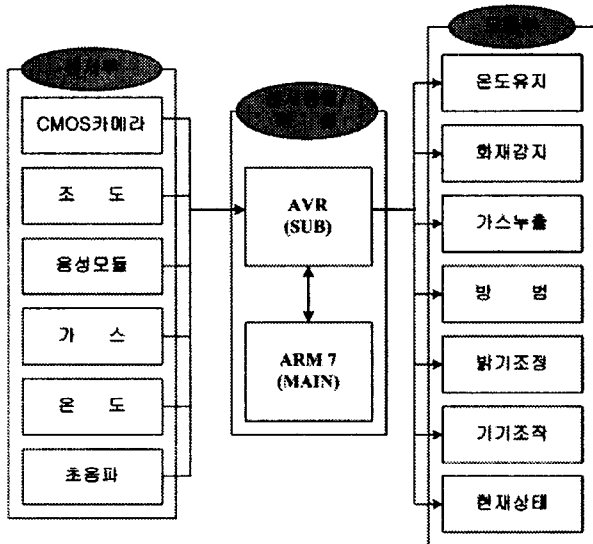 CMOS카메라
조 도
음성모듈
가 스
온 도
초음파
AVR
(SUB)
ARM 7
(MAIN)
온도유지
화재감지
가스누출
방 범
밝기조정
기기조작
현재상태